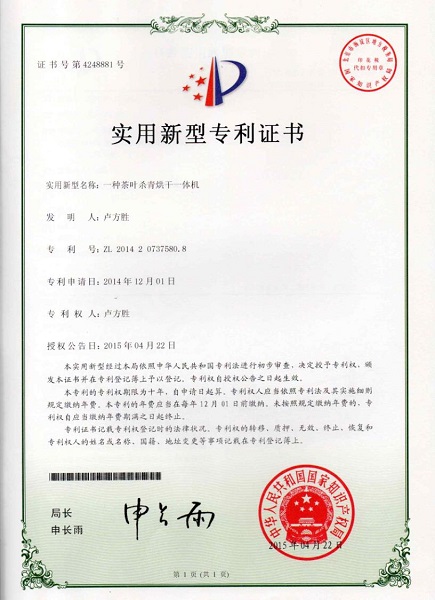 证书号第4248881号
实用新型专利证书
实用新型名称：一种茶叶杀青烘干一体机
发明人：卢方胜
专利号：ZL 2014 2 0737580.8
专利申请日：2014年12月01日
专利权人：卢方胜
授权公告日：2015年04月22日
本实用新型经过本局依照中华人民共和国专利法进行初步审查，决定授予专利权，颁
发本证书并在专利登记簿上予以登记。专利权自授权公告之日起生效。
本专利的专利权期限为十年，自申请日起算。专利权人应当依照专利法及其实施细则
规定缴纳年费。本专利的年费应当在每年12月01日前缴纳。未按照规定缴纳年费的，专
利权自应当缴纳年费期满之日起终止。
专利证书记载专利权登记时的法律状况。专利权的转移、质押、无效、终止、恢复和
专利权人的姓名或名称、国籍、地址变更等事项记载在专利登记簿上。
局长
申长雨
申长雨
中华人民共和国国家知识产权局
2015年04月22日
第1页（共1页）